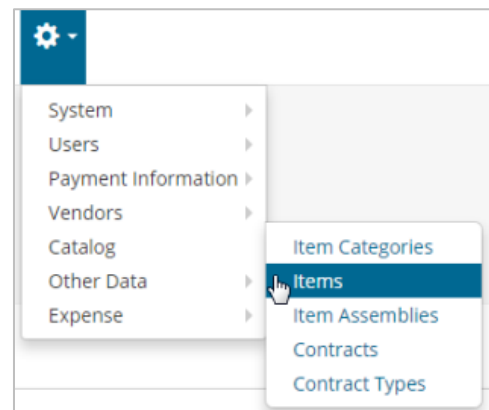 System
Users
Payment Information
Vendors
Catalog
Other Data
Expense
Item Categories
Items
Item Assemblies
Contracts
Contract Types